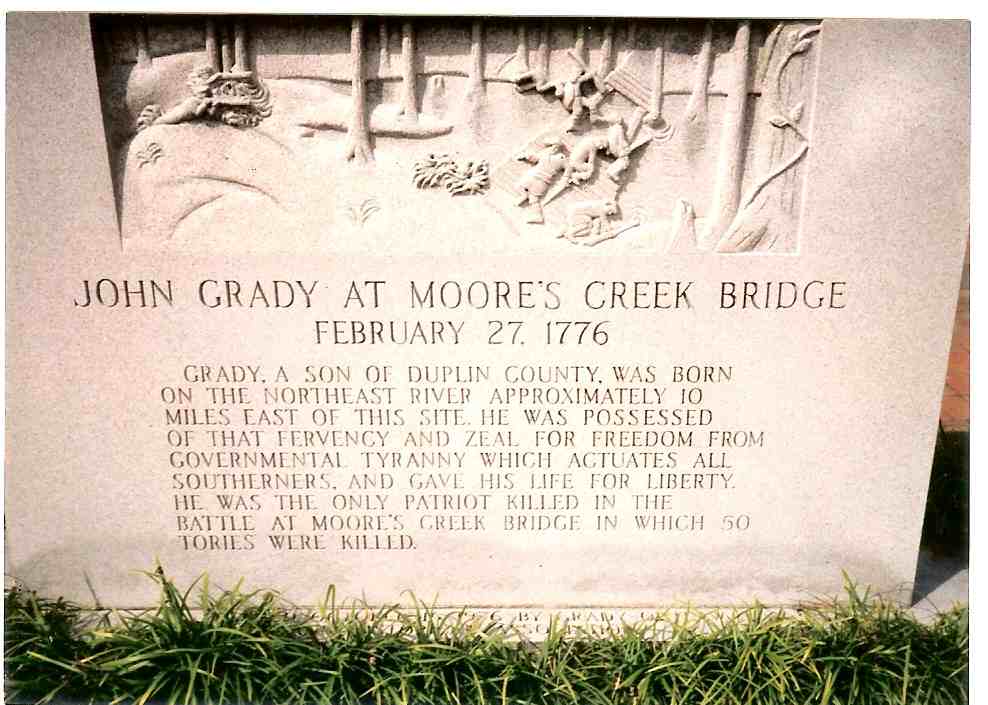 JOHN GRADY AT MOORE'S CREEK BRIDGE
FEBRUARY 27, 1776
GRADY, A SON OF DUPLIN COUNTY, WAS BORN
ON THE NORTHEAST RIVER APPROXIMATELY 10
MILES EAST OF THIS SITE. HE WAS POSSESSED
OF THAT FERVENCY AND ZEAL FOR FREEDOM FROM
GOVERNMENTAL TYRANNY WHICH ACTUATES ALL
SOUTHERNERS, AND GAVE HIS LIFE FOR LIBERTY.
HE WAS THE ONLY PATRIOT KILLED IN THE
BATTLE AT MOORE'S CREEK BRIDGE IN WHICH 50
TORIES WERE KILLED.
BY GRADY